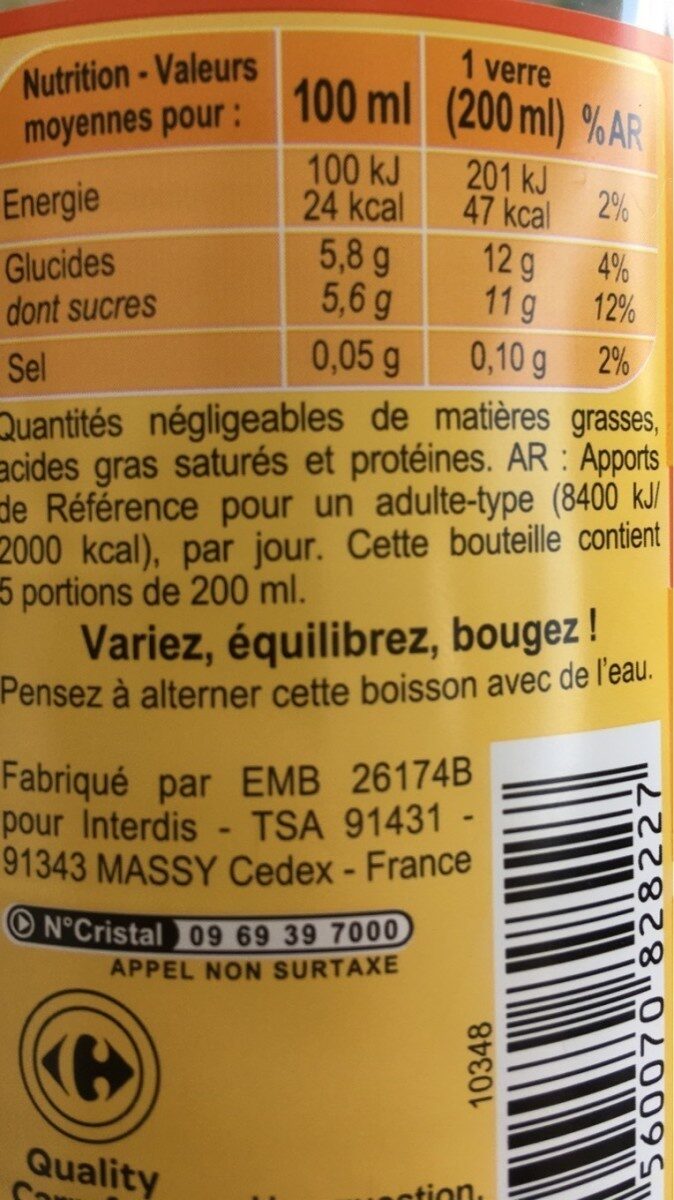 Nutrition - Valeurs moyennes pour : 100 ml 1 verre (200 ml) %AR
Energie 100 kJ 24 kcal 201 kJ 47 kcal 2%
Glucides 5,8 g 12 g 4%
dont sucres 5,6 g 11 g 12%
Sel 0,05 g 0,10 g 2%
Quantités négligeables de matières grasses,
acides gras saturés et protéines. AR : Apports
de Référence pour un adulte-type (8400 kJ/
2000 kcal), par jour. Cette bouteille contient
5 portions de 200 ml.
Variez, équilibrez, bougez !
Pensez à alterner cette boisson avec de l'eau.
Fabriqué par EMB 26174B
pour Interdis - TSA 91431 -
91343 MASSY Cedex - France
N°Cristal 09 69 39 7000
APPEL NON SURTAXE
10348
560070 828227
Quality